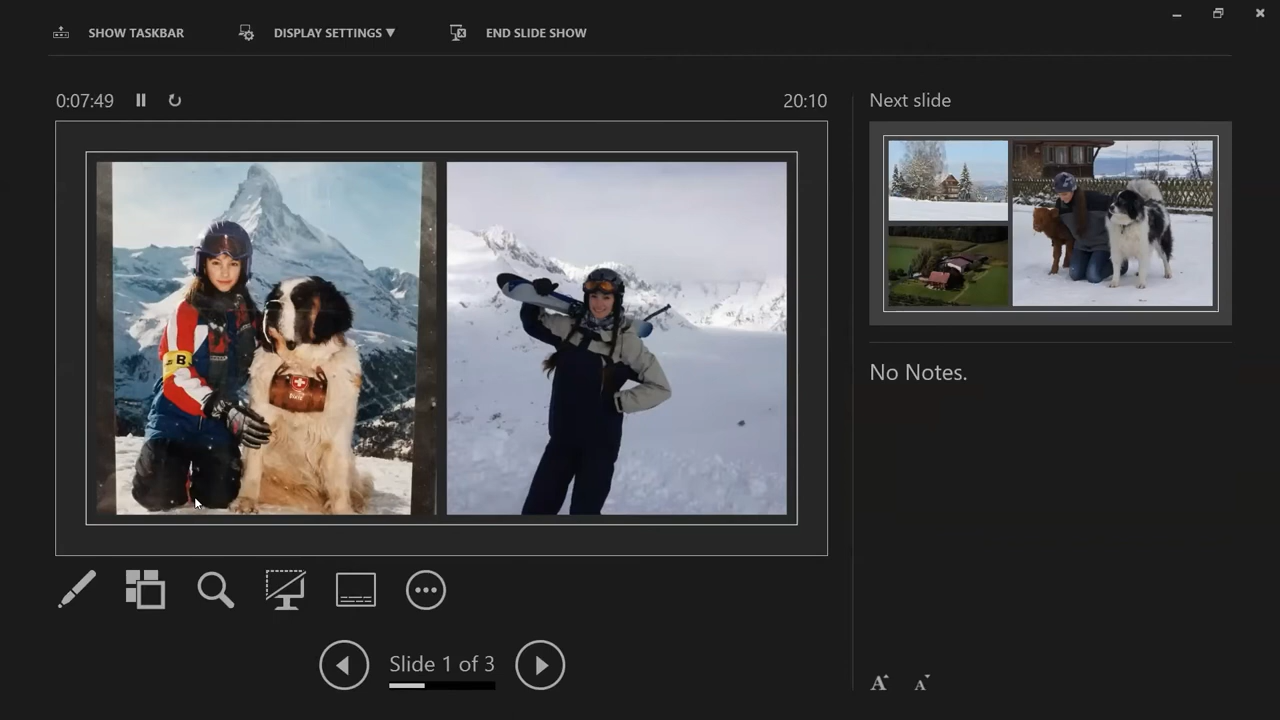 SHOW TASKBAR
DISPLAY SETTINGS ▼
END SLIDE SHOW
0:07:49
20:10
Next slide
B
No Notes.
Slide 1 of 3
A A